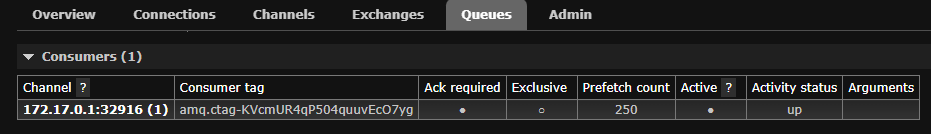 Overview Connections Channels Exchanges Queues Admin
Consumers (1)
Channel ? Consumer tag Ack required Exclusive Prefetch count Active ? Activity status Arguments
172.17.0.1:32916 (1) amq.ctag-KVcmUR4qP504quuvEcO7yg ● ○ 250 ● up